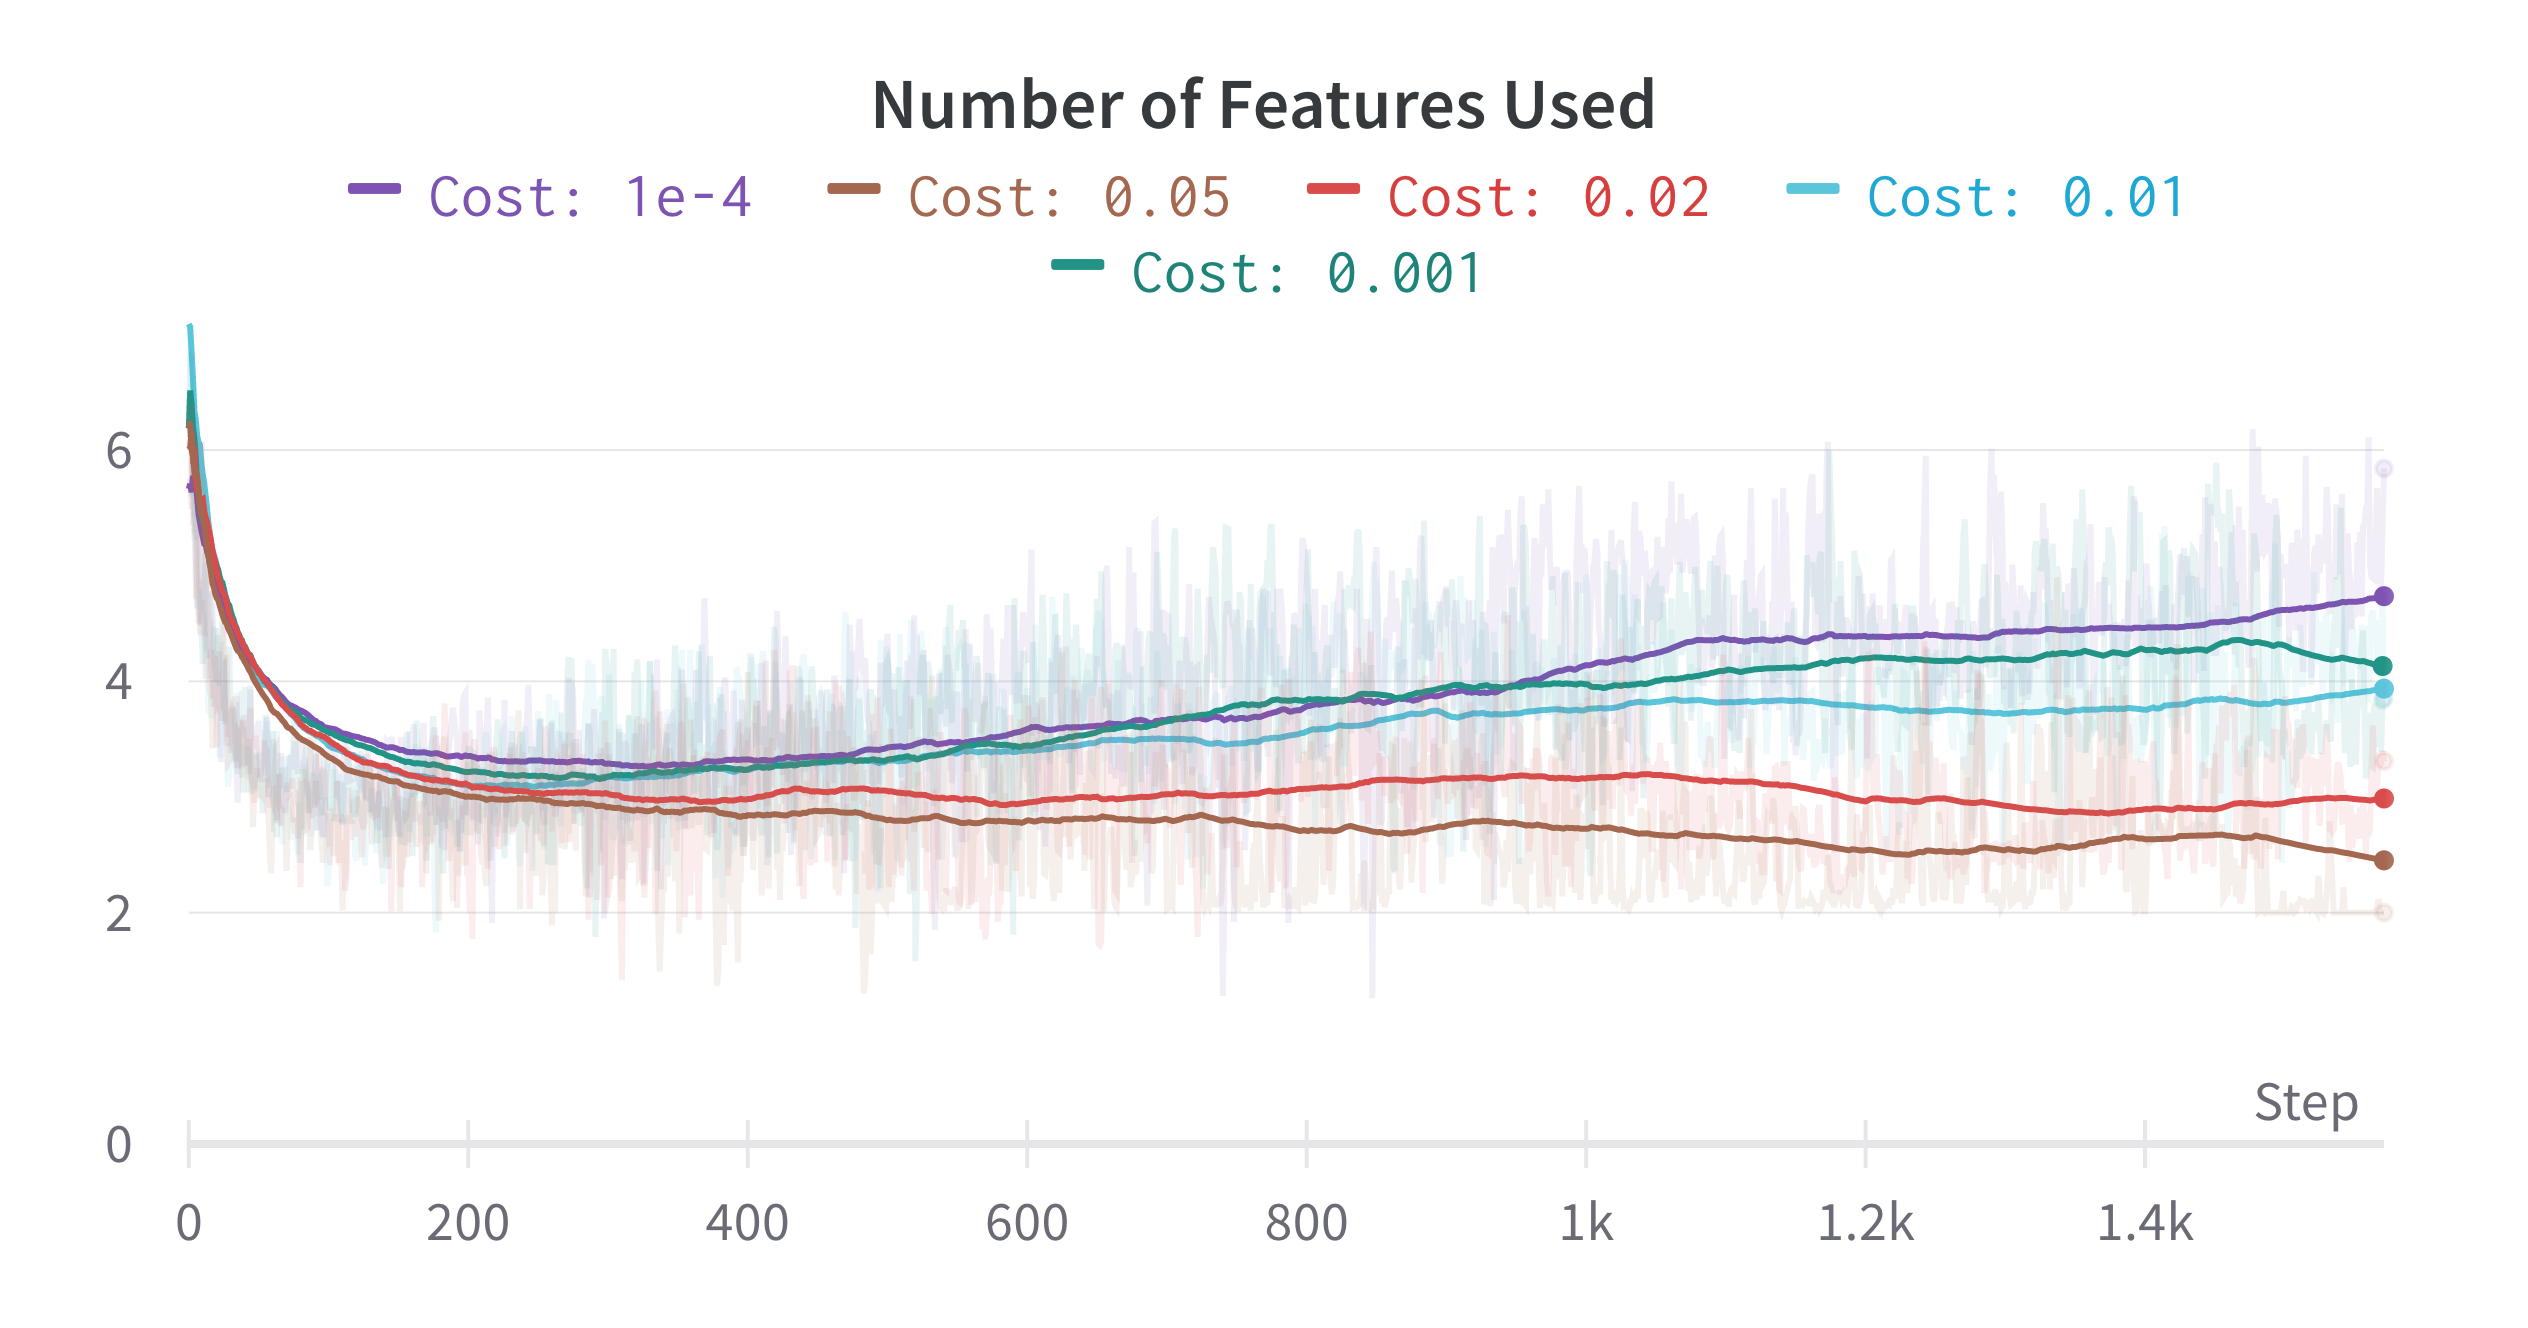 Number of Features Used
Cost: 1e-4 Cost: 0.05 Cost: 0.02 Cost: 0.01
Cost: 0.001
6
4
2
Step
0
0 200 400 600 800 1k 1.2k 1.4k